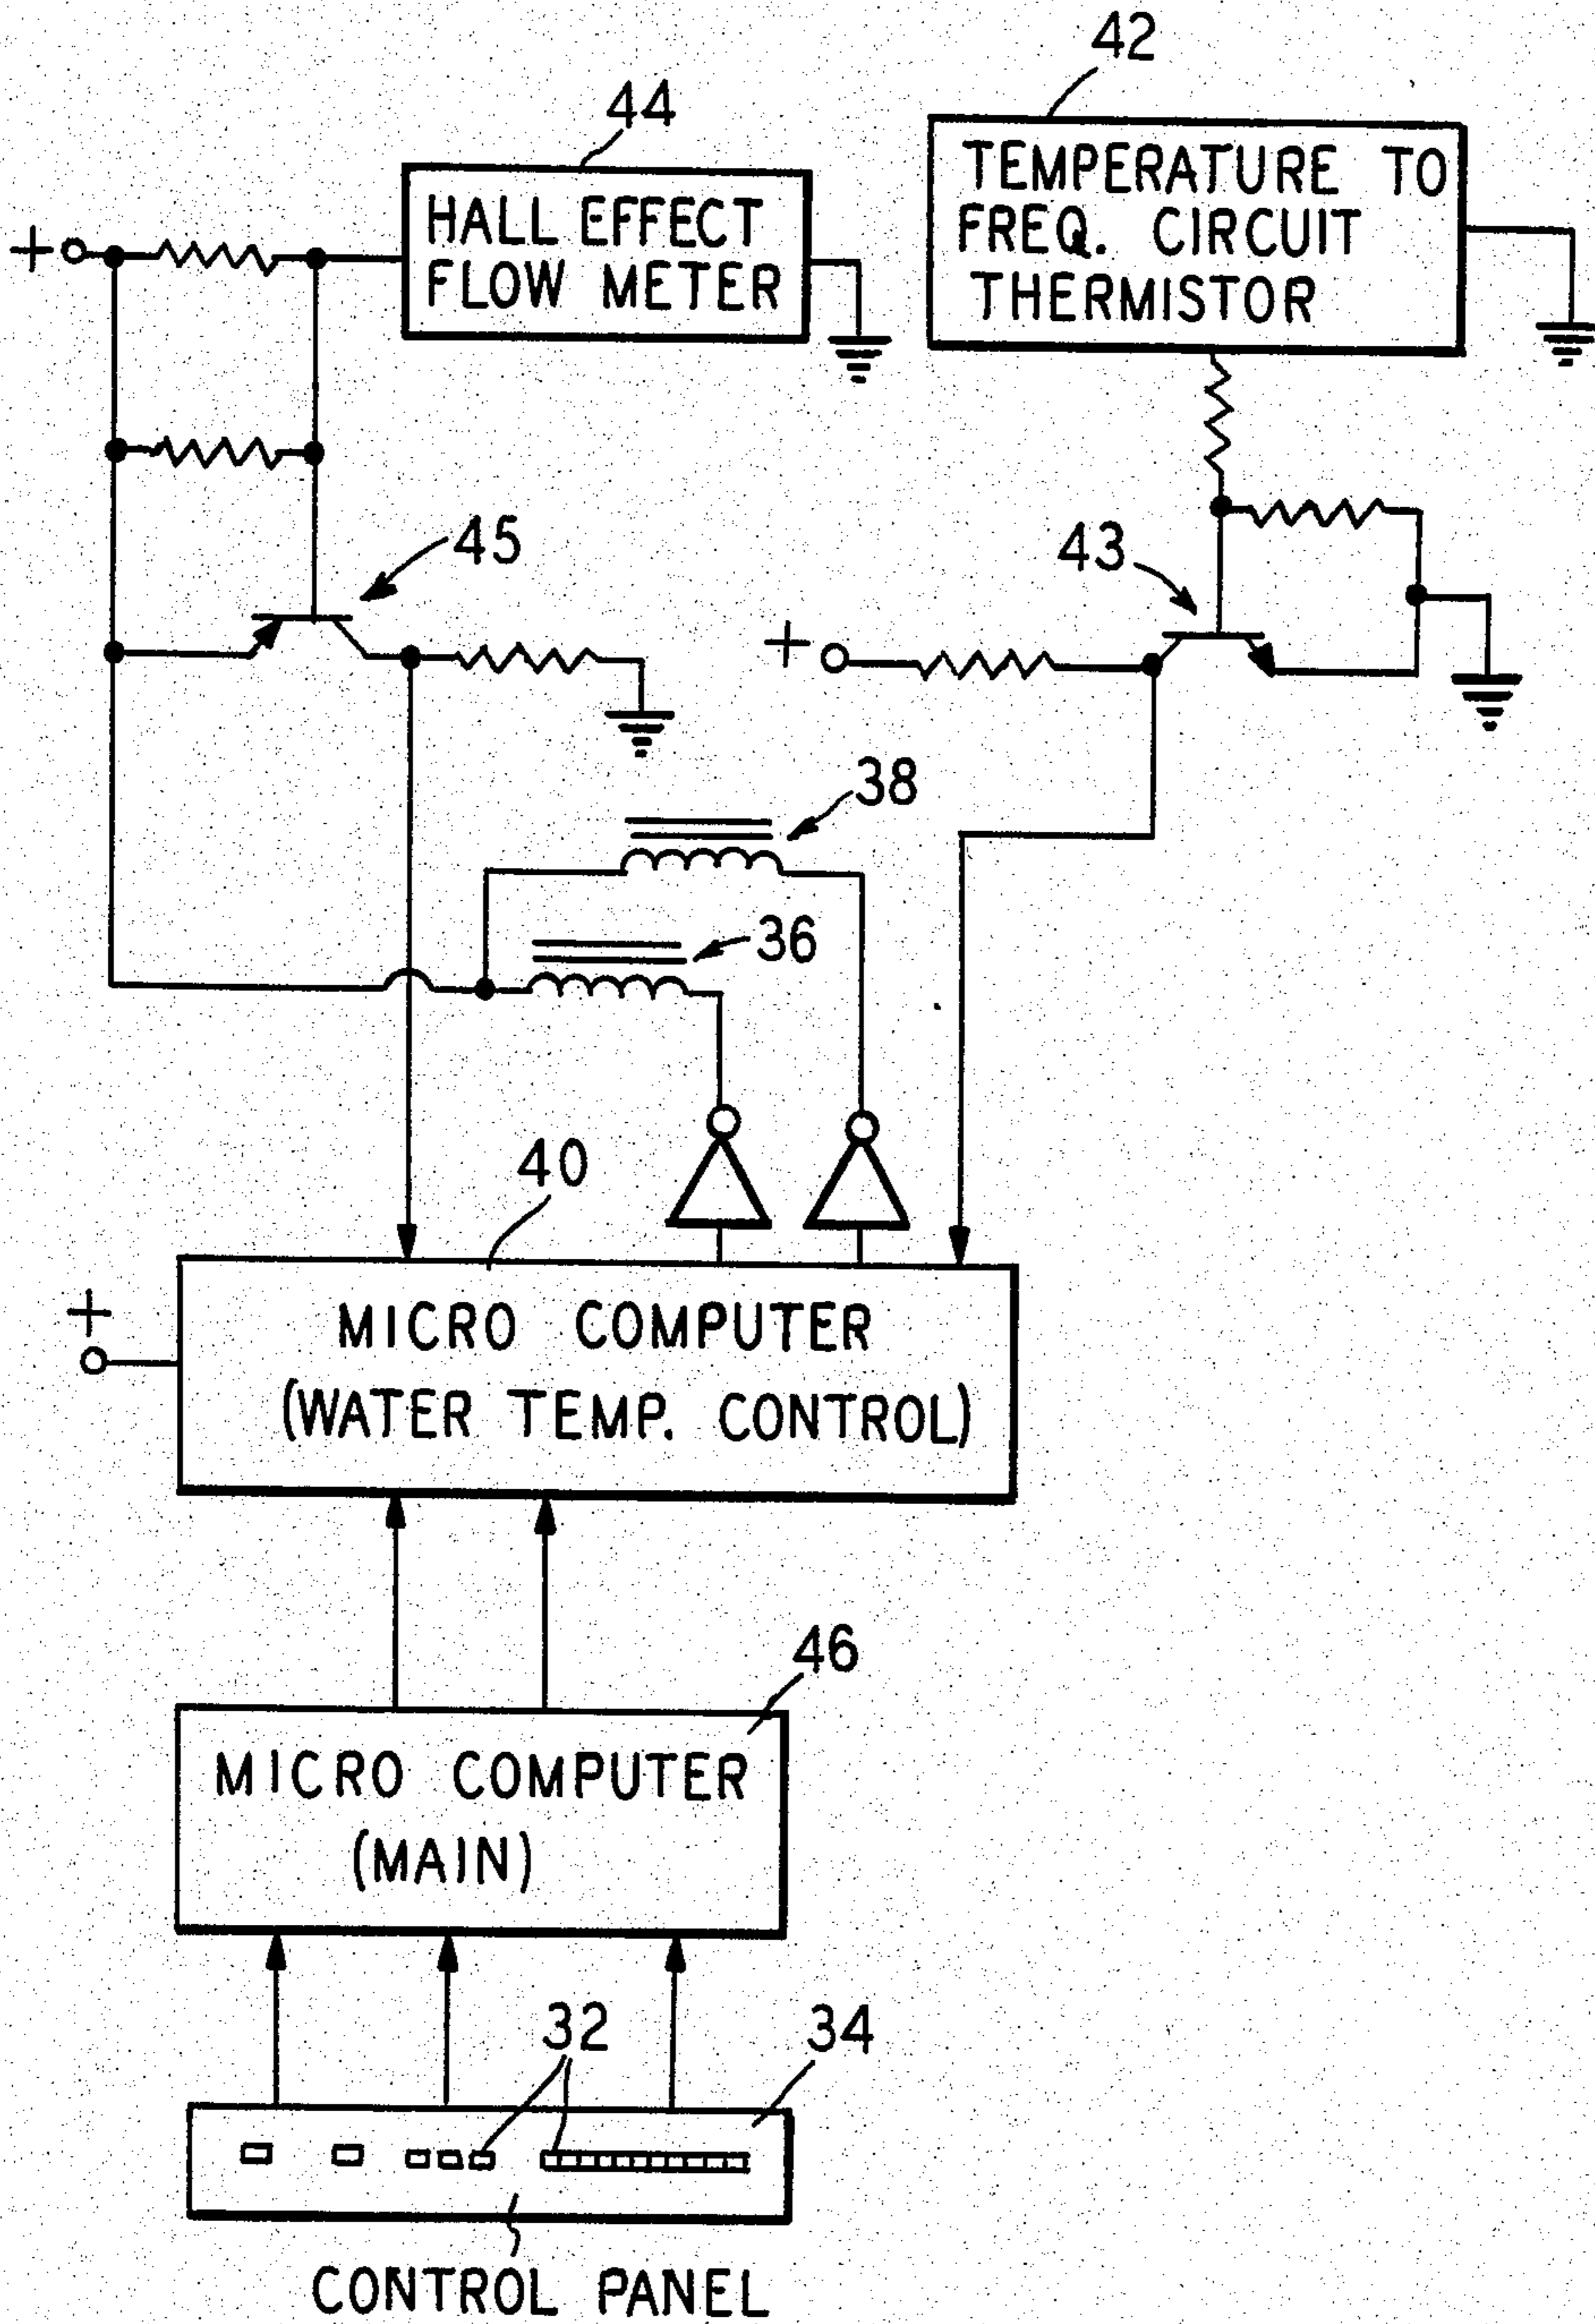 42
44
TEMPERATURE TO
FREQ. CIRCUIT
THERMISTOR
HALL EFFECT
FLOW METER
+
45
43
+
38
36
40
+
MICRO COMPUTER
(WATER TEMP. CONTROL)
46
MICRO COMPUTER
(MAIN)
32
34
CONTROL PANEL